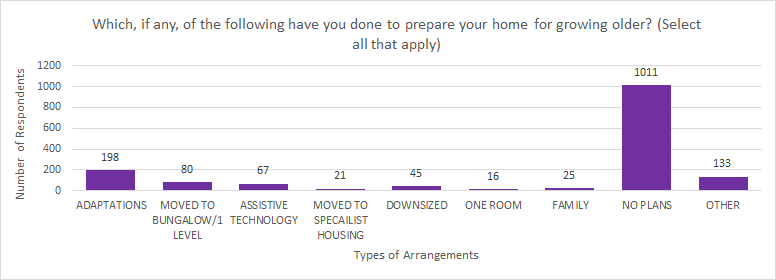 Which, if any, of the following have you done to prepare your home for growing older? (Select
all that apply)
Number of Respondents
1200
1000
800
600
400
200
0
198
80
67
21
45
16
25
1011
133
ADAPTATIONS
MOVED TO
BUNGALOW/1
LEVEL
ASSISTIVE
TECHNOLOGY
MOVED TO
SPECAILIST
HOUSING
DOWNSIZED
ONE ROOM
FAMILY
NO PLANS
OTHER
Types of Arrangements